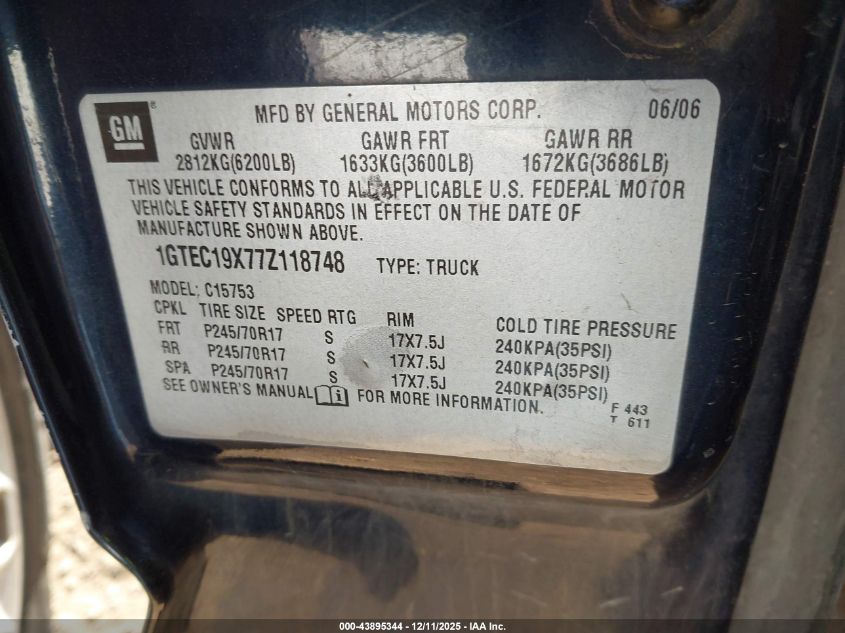 GM® MFD BY GENERAL MOTORS CORP. 06/06
GVWR GAWR FRT GAWR RR
2812KG(6200LB) 1633KG(3600LB) 1672KG(3686LB)
THIS VEHICLE CONFORMS TO ALL APPLICABLE U.S. FEDERAL MOTOR
VEHICLE SAFETY STANDARDS IN EFFECT ON THE DATE OF
MANUFACTURE SHOWN ABOVE.
1GTEC19X77Z118748 TYPE: TRUCK
MODEL: C15753
CPKL TIRE SIZE SPEED RTG RIM COLD TIRE PRESSURE
FRT P245/70R17 S 17X7.5J 240KPA(35PSI)
RR P245/70R17 S 17X7.5J 240KPA(35PSI)
SPA P245/70R17 S 17X7.5J 240KPA(35PSI)
SEE OWNER'S MANUAL i FOR MORE INFORMATION.
F 443
T 611
000-43895344 | 12/11/2025 - IAA Inc.